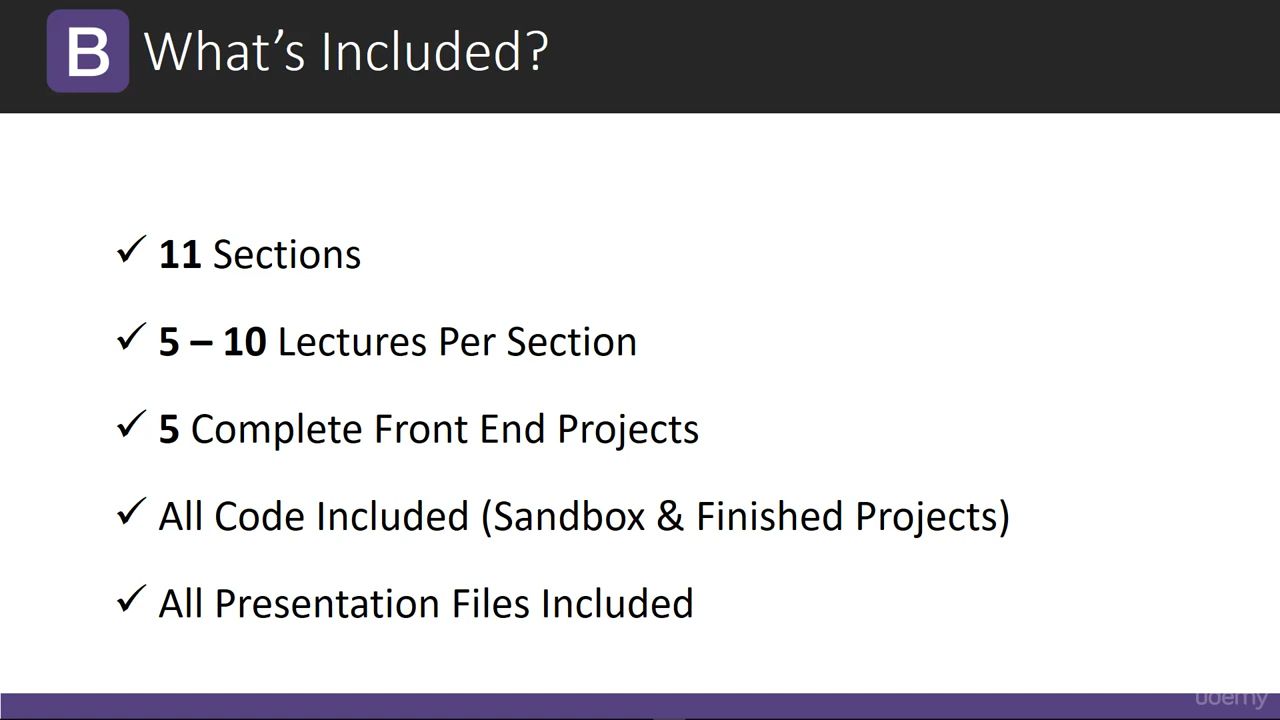 B What’s Included?
✓ 11 Sections
✓ 5 – 10 Lectures Per Section
✓ 5 Complete Front End Projects
✓ All Code Included (Sandbox & Finished Projects)
✓ All Presentation Files Included
udemy